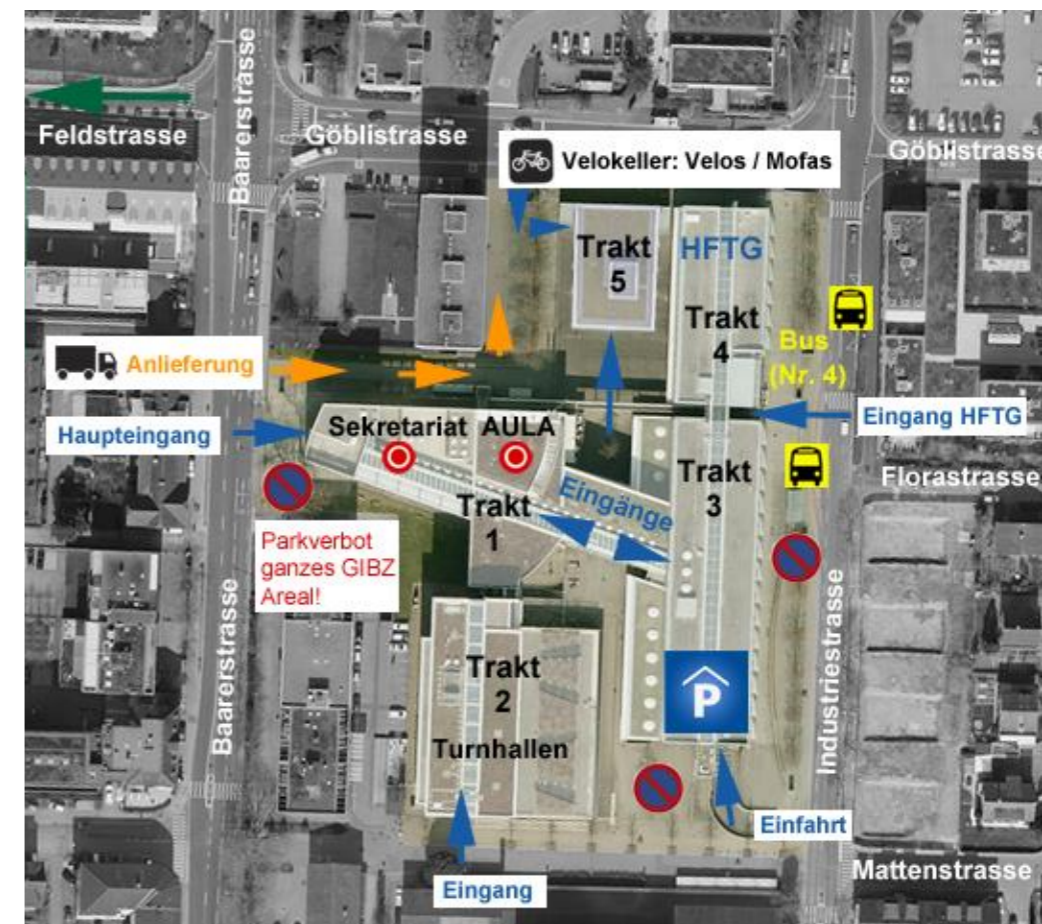 Feldstrasse
Baarerstrasse
Göblistrasse
Velokeller: Velos / Mofas
Göblistrasse
Trakt
5
HFTG
Trakt
4
Bus
(Nr. 4)
Anlieferung
Haupteingang
Sekretariat
AULA
Eingang HFTG
Trakt
3
Florastrasse
Eingänge
Trakt
1
Parkverbot
ganzes GIBZ
Areal!
Baarerstrasse
Industriestrasse
Trakt
2
Turnhallen
P
Einfahrt
Mattenstrasse
Eingang